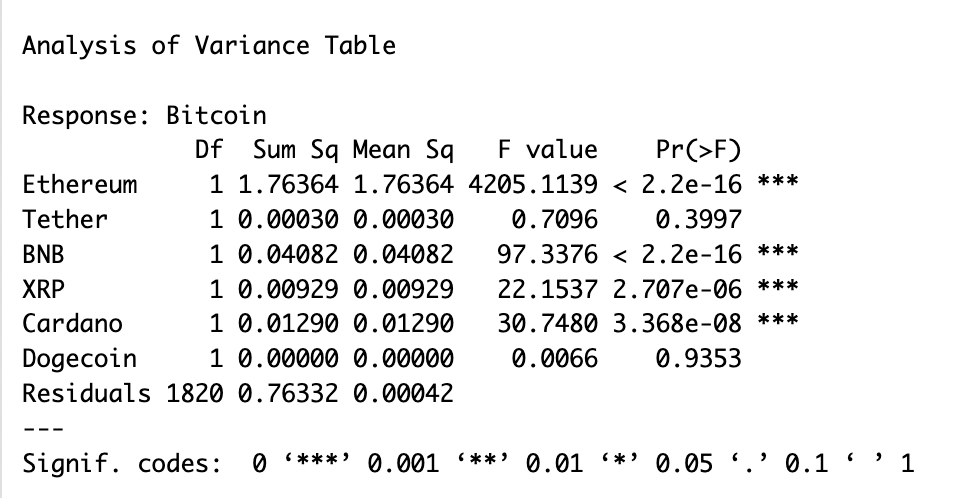 Analysis of Variance Table
Response: Bitcoin
Df Sum Sq Mean Sq F value Pr(>F)
Ethereum 1 1.76364 1.76364 4205.1139 < 2.2e-16 ***
Tether 1 0.00030 0.00030 0.7096 0.3997
BNB 1 0.04082 0.04082 97.3376 < 2.2e-16 ***
XRP 1 0.00929 0.00929 22.1537 2.707e-06 ***
Cardano 1 0.01290 0.01290 30.7480 3.368e-08 ***
Dogecoin 1 0.00000 0.00000 0.0066 0.9353
Residuals 1820 0.76332 0.00042
---
Signif. codes: 0 ‘***’ 0.001 ‘**’ 0.01 ‘*’ 0.05 ‘.’ 0.1 ‘ ’ 1